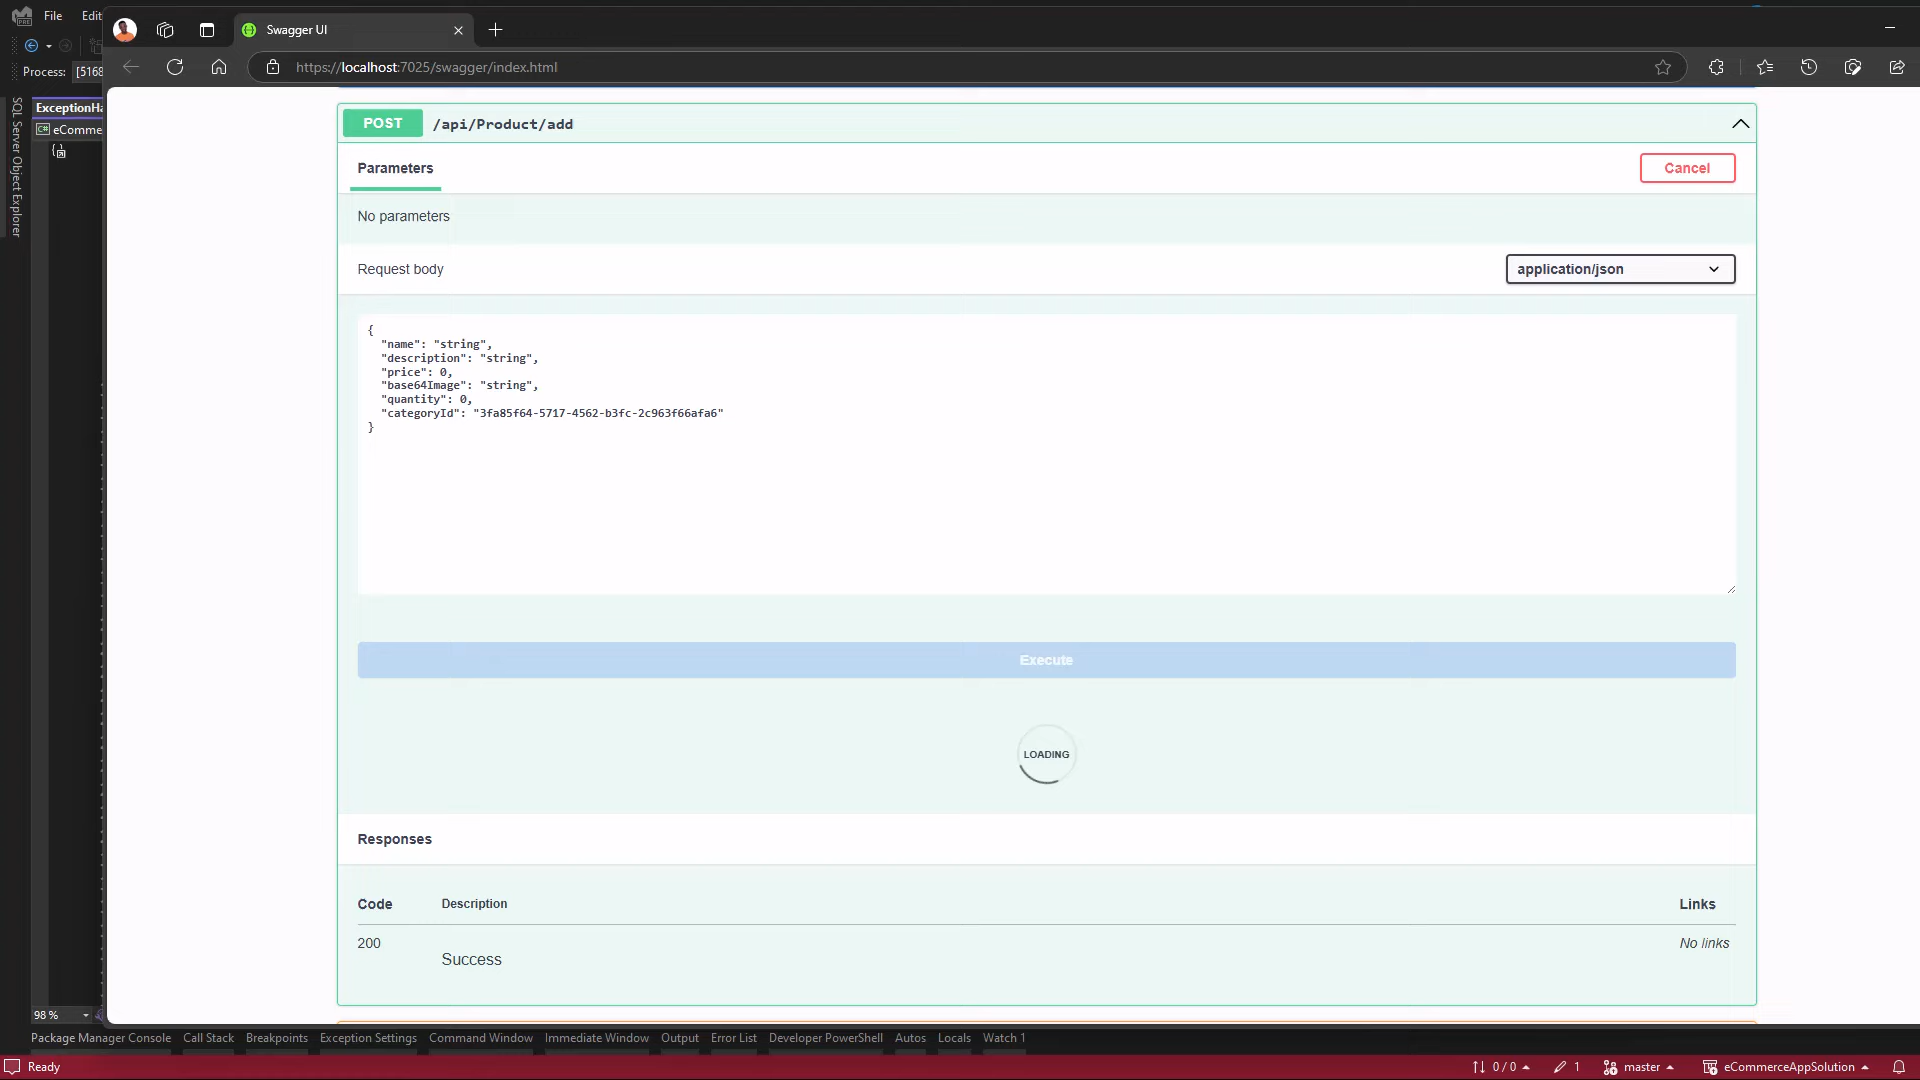 File Edit
Swagger UI
https://localhost:7025/swagger/index.html
Process: [5168
SQL Server Object Explorer
ExceptionHa
C# eComme
POST /api/Product/add
Parameters
Cancel
No parameters
Request body
application/json
{
"name": "string",
"description": "string",
"price": 0,
"base64Image": "string",
"quantity": 0,
"categoryId": "3fa85f64-5717-4562-b3fc-2c963f66afa6"
}
Execute
LOADING
Responses
Code Description Links
200 Success No links
98 %
Package Manager Console Call Stack Breakpoints Exception Settings Command Window Immediate Window Output Error List Developer PowerShell Autos Locals Watch 1
Ready 0 / 0 1 master eCommerceAppSolution